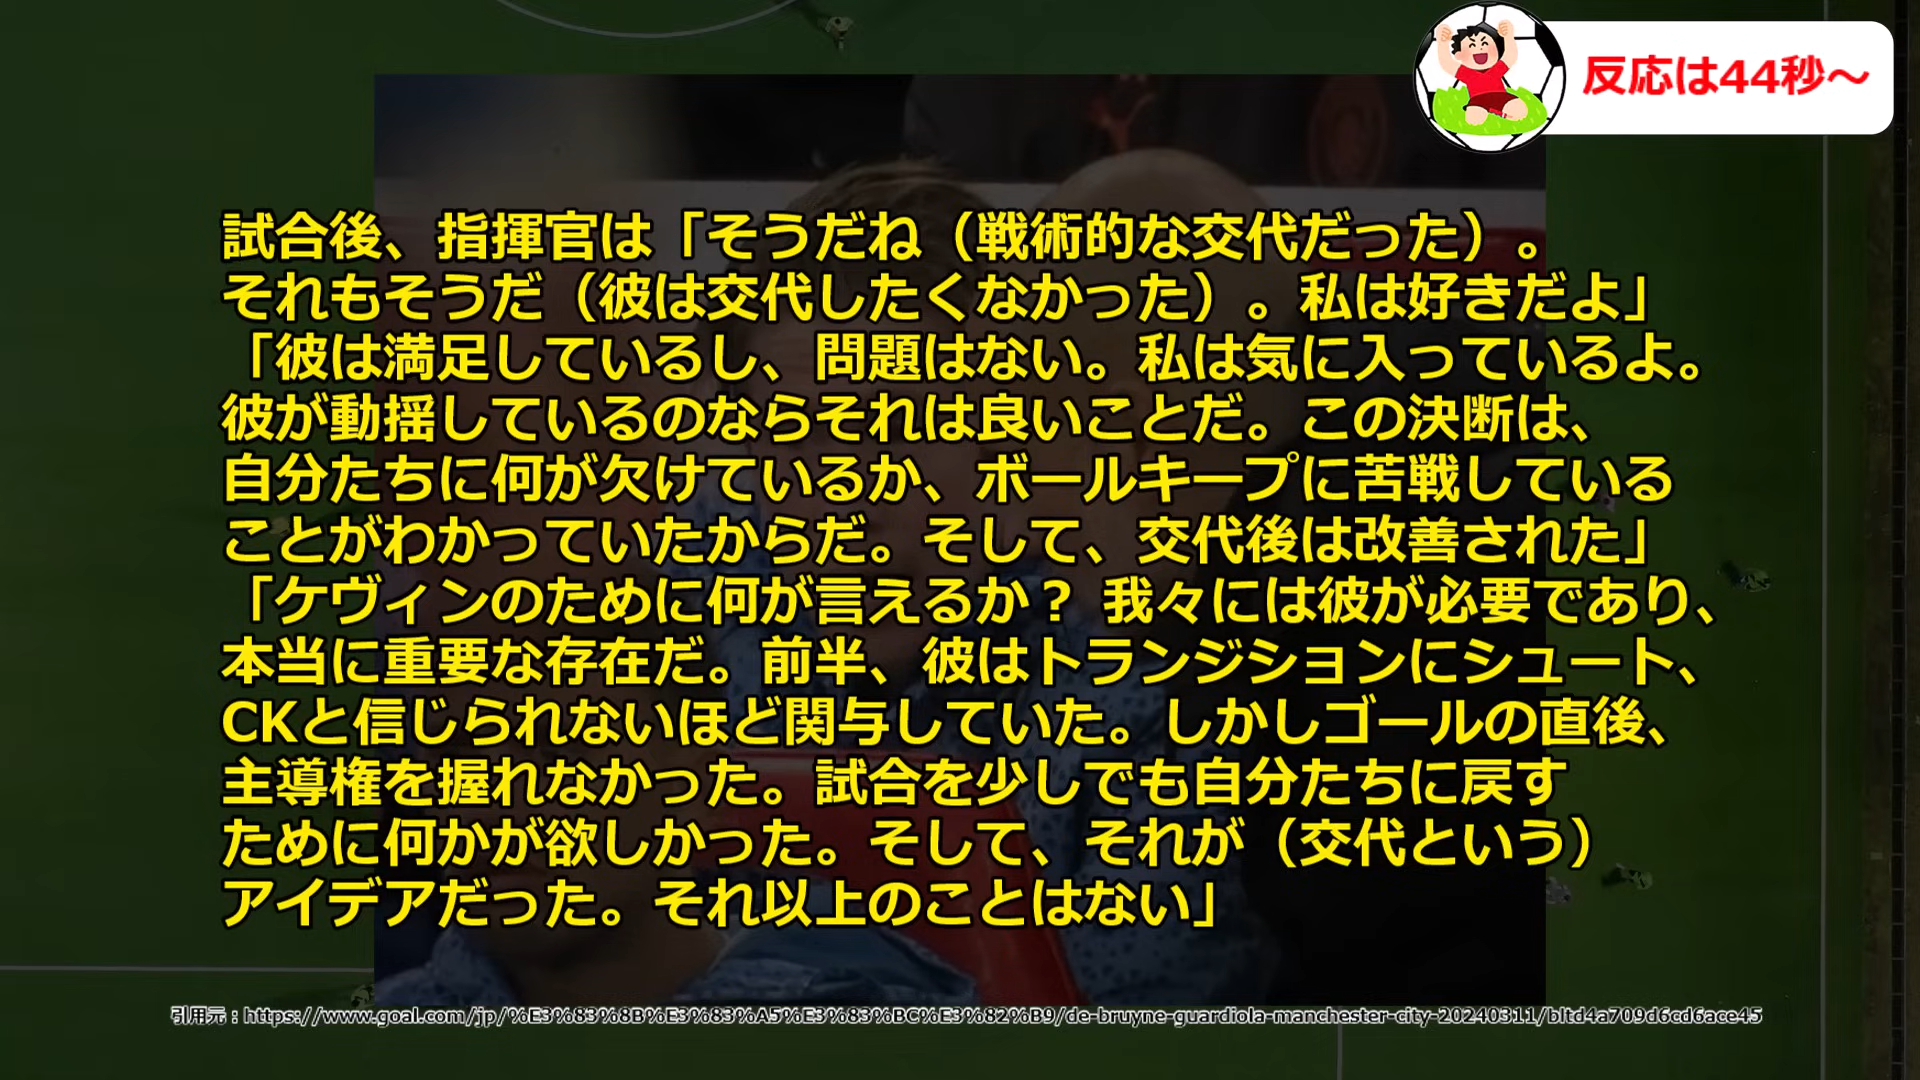 反応は44秒～
試合後、指揮官は「そうだね（戦術的な交代だった）。
それもそうだ（彼は交代したくなかった）。私は好きだよ」
「彼は満足しているし、問題はない。私は気に入っているよ。
彼が動揺しているのならそれは良いことだ。この決断は、
自分たちに何が欠けているか、ボールキープに苦戦している
ことがわかっていたからだ。そして、交代後は改善された」
「ケヴィンのために何が言えるか？ 我々には彼が必要であり、
本当に重要な存在だ。前半、彼はトランジションにシュート、
CKと信じられないほど関与していた。しかしゴールの直後、
主導権を握れなかった。試合を少しでも自分たちに戻す
ために何かが欲しかった。そして、それが（交代という）
アイデアだった。それ以上のことはない」
引用元：https://www.goal.com/jp/%E3%83%8B%E3%83%A5%E3%83%BC%E3%82%B9/de-bruyne-guardiola-manchester-city-20240311/bltd4a709d6cd6ace45